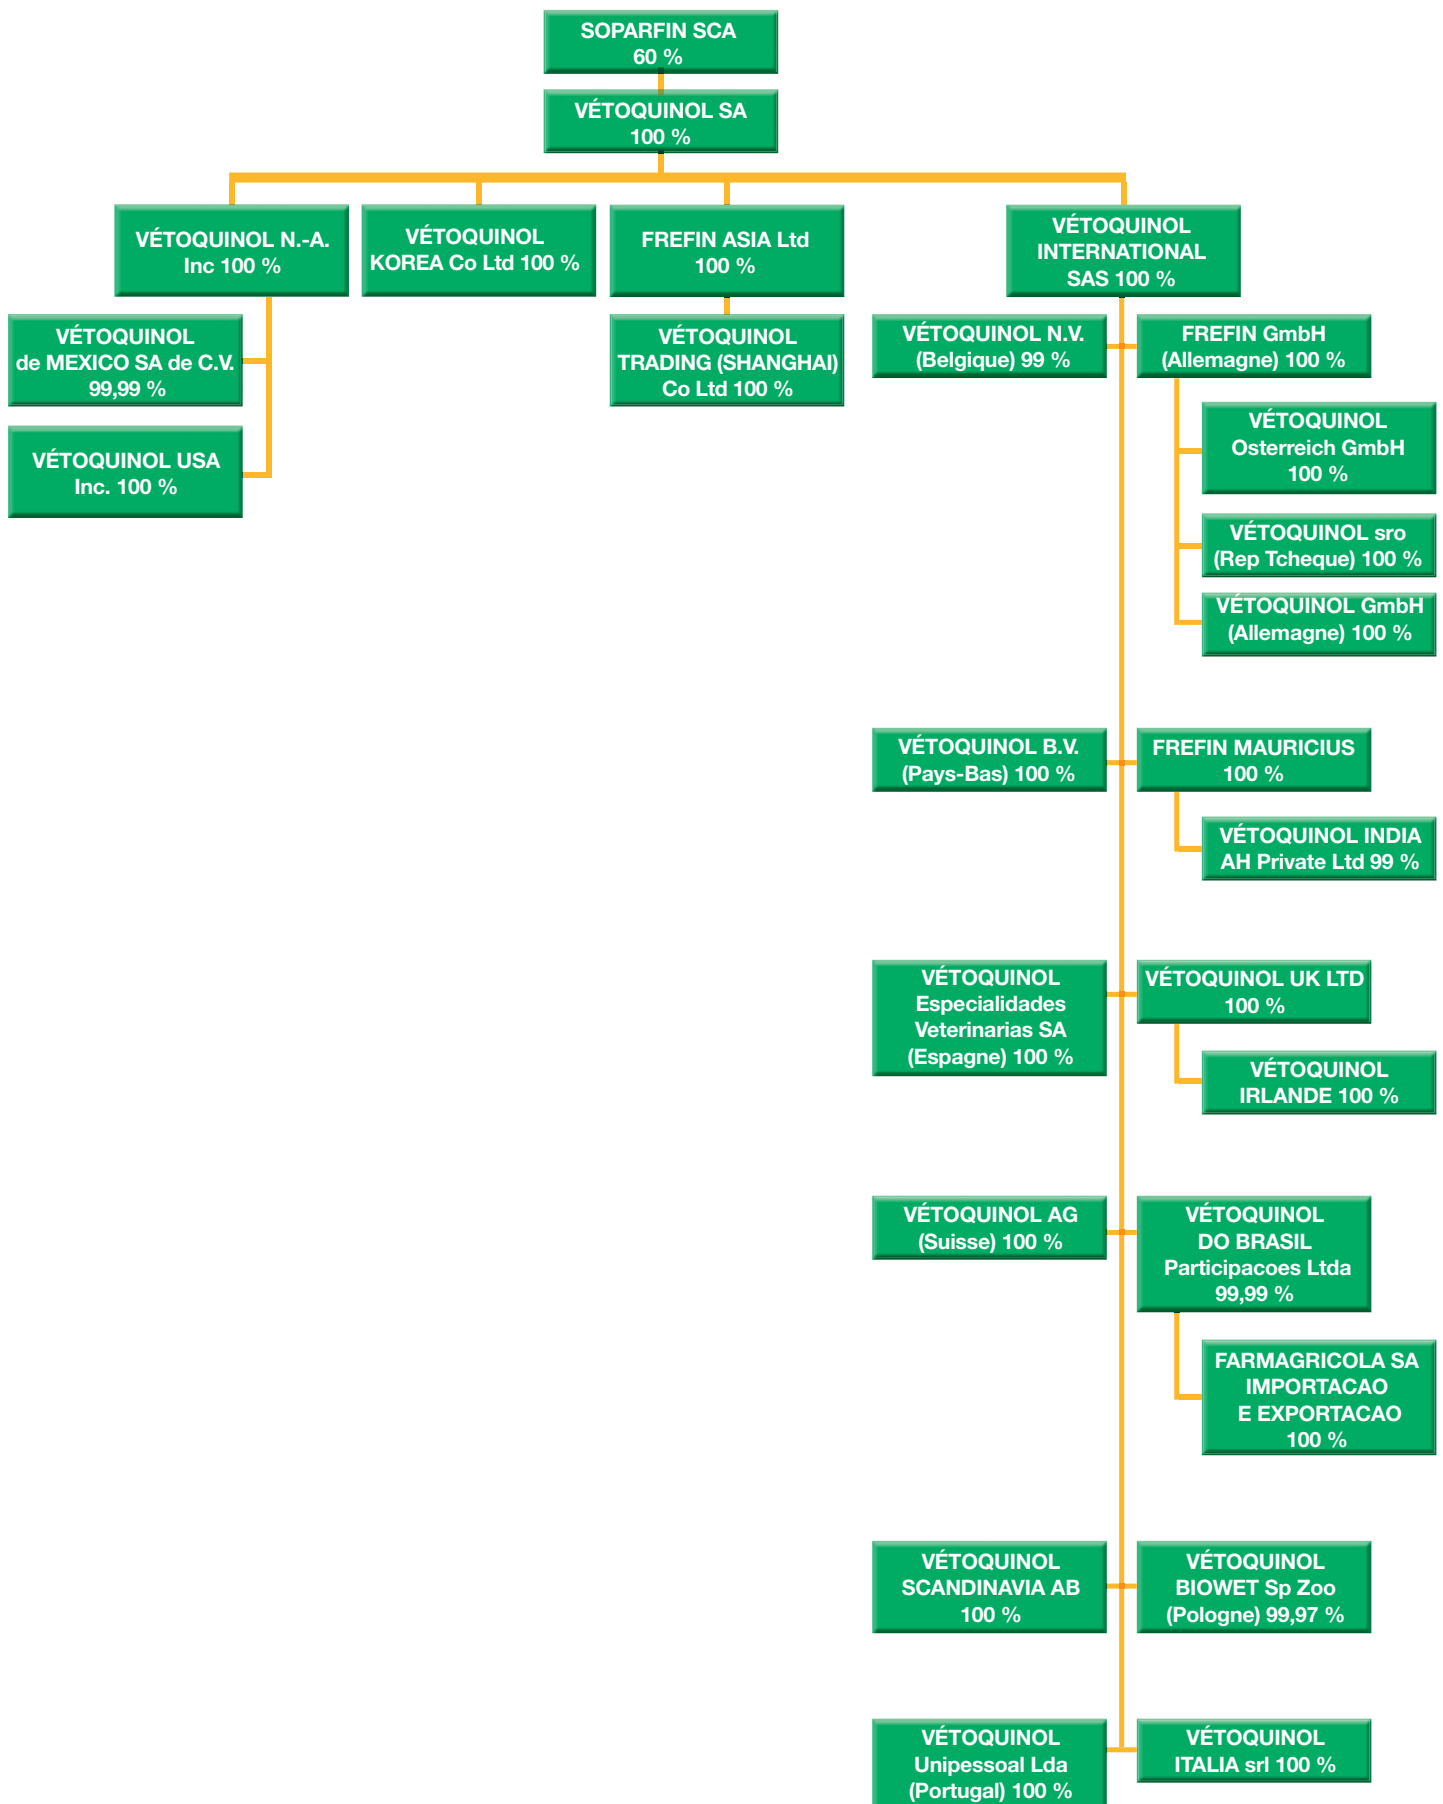 SOPARFIN SCA
60 %
VÉTOQUINOL SA
100 %
VÉTOQUINOL N.-A.
Inc 100 %
VÉTOQUINOL
KOREA Co Ltd 100 %
FREFIN ASIA Ltd
100 %
VÉTOQUINOL
INTERNATIONAL
SAS 100 %
VÉTOQUINOL
de MEXICO SA de C.V.
99,99 %
VÉTOQUINOL
TRADING (SHANGHAI)
Co Ltd 100 %
VÉTOQUINOL N.V.
(Belgique) 99 %
FREFIN GmbH
(Allemagne) 100 %
VÉTOQUINOL USA
Inc. 100 %
VÉTOQUINOL
Osterreich GmbH
100 %
VÉTOQUINOL sro
(Rep Tcheque) 100 %
VÉTOQUINOL GmbH
(Allemagne) 100 %
VÉTOQUINOL B.V.
(Pays-Bas) 100 %
FREFIN MAURICIUS
100 %
VÉTOQUINOL INDIA
AH Private Ltd 99 %
VÉTOQUINOL
Especialidades
Veterinarias SA
(Espagne) 100 %
VÉTOQUINOL UK LTD
100 %
VÉTOQUINOL
IRLANDE 100 %
VÉTOQUINOL AG
(Suisse) 100 %
VÉTOQUINOL
DO BRASIL
Participacoes Ltda
99,99 %
FARMAGRICOLA SA
IMPORTACAO
E EXPORTACAO
100 %
VÉTOQUINOL
SCANDINAVIA AB
100 %
VÉTOQUINOL
BIOWET Sp Zoo
(Pologne) 99,97 %
VÉTOQUINOL
Unipessoal Lda
(Portugal) 100 %
VÉTOQUINOL
ITALIA srl 100 %